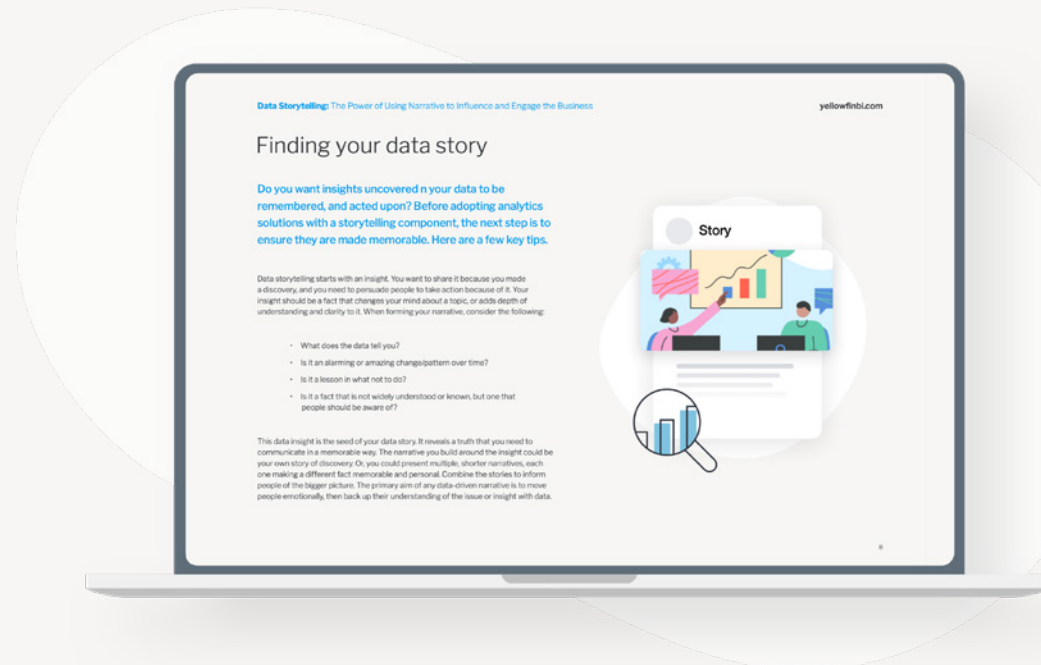 Data Storytelling: The Power of Using Narrative to Influence and Engage the Business
yellowfinbi.com
Finding your data story
Do you want insights uncovered n your data to be
remembered, and acted upon? Before adopting analytics
solutions with a storytelling component, the next step is to
ensure they are made memorable. Here are a few key tips.
Data storytelling starts with an insight. You want to share it because you made
a discovery, and you need to persuade people to take action because of it. Your
insight should be a fact that changes your mind about a topic, or adds depth of
understanding and clarity to it. When forming your narrative, consider the following:
• What does the data tell you?
• Is it an alarming or amazing change/pattern over time?
• Is it a lesson in what not to do?
• Is it a fact that is not widely understood or known, but one that
people should be aware of?
This data insight is the seed of your data story. It reveals a truth that you need to
communicate in a memorable way. The narrative you build around the insight could be
your own story of discovery. Or, you could present multiple, shorter narratives, each
one making a different fact memorable and personal. Combine the stories to inform
people of the bigger picture. The primary aim of any data-driven narrative is to move
people emotionally, then back up their understanding of the issue or insight with data.
Story